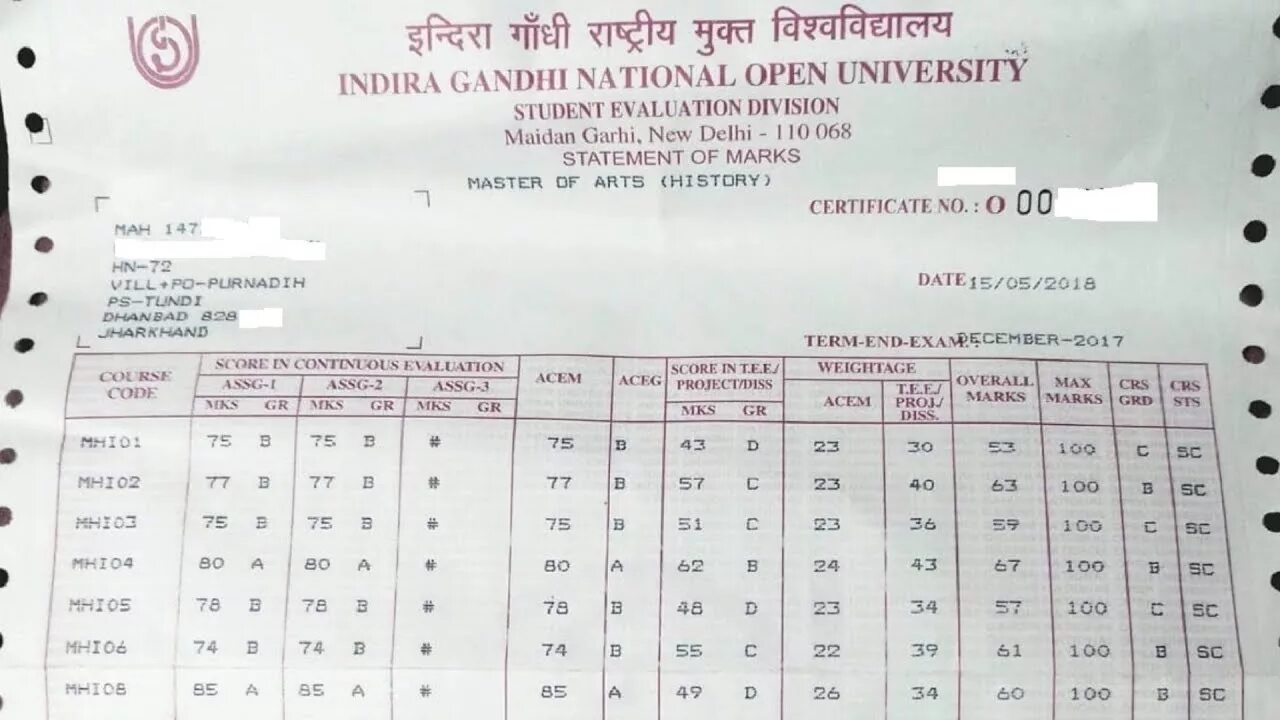 इन्दिरा गाँधी राष्ट्रीय मुक्त विश्वविद्यालय
INDIRA GANDHI NATIONAL OPEN UNIVERSITY
STUDENT EVALUATION DIVISION
Maidan Garhi, New Delhi - 110 068
STATEMENT OF MARKS
MASTER OF ARTS (HISTORY)
CERTIFICATE NO. : O 00
MAH 147
HN-72
VILL+PO-PURNADIH
PS-TUNDI
DHANBAD 828
JHARKHAND
DATE 15/05/2018
TERM-END-EXAM. DECEMBER-2017
COURSE CODE SCORE IN CONTINUOUS EVALUATION ACEM ACEG SCORE IN T.E.E./ PROJECT/DISS WEIGHTAGE OVERALL MARKS MAX MARKS CRS GRD CRS STS
ASSG-1 ASSG-2 ASSG-3 ACEM T.E.E./ PROJ./ DISS.
MKS GR MKS GR MKS GR MKS GR
MHI01 75 B 75 B # 75 B 43 D 23 30 53 100 C SC
MHI02 77 B 77 B # 77 B 57 C 23 40 63 100 B SC
MHI03 75 B 75 B # 75 B 51 C 23 36 59 100 C SC
MHI04 80 A 80 A # 80 A 62 B 24 43 67 100 B SC
MHI05 78 B 78 B # 78 B 48 D 23 34 57 100 C SC
MHI06 74 B 74 B # 74 B 55 C 22 39 61 100 B SC
MHI08 85 A 85 A # 85 A 49 D 26 34 60 100 B SC